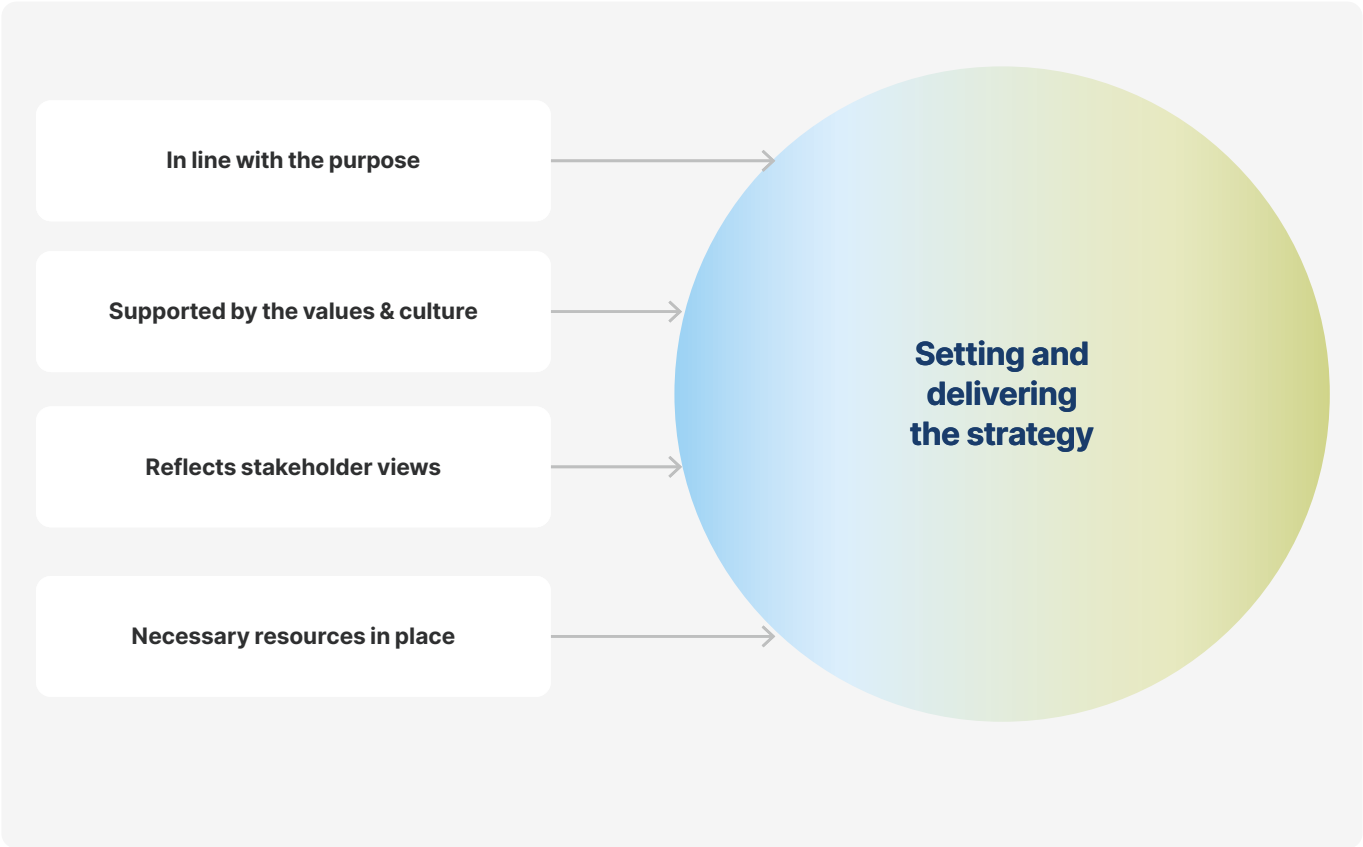 In line with the purpose
Supported by the values & culture
Reflects stakeholder views
Necessary resources in place
Setting and
delivering
the strategy